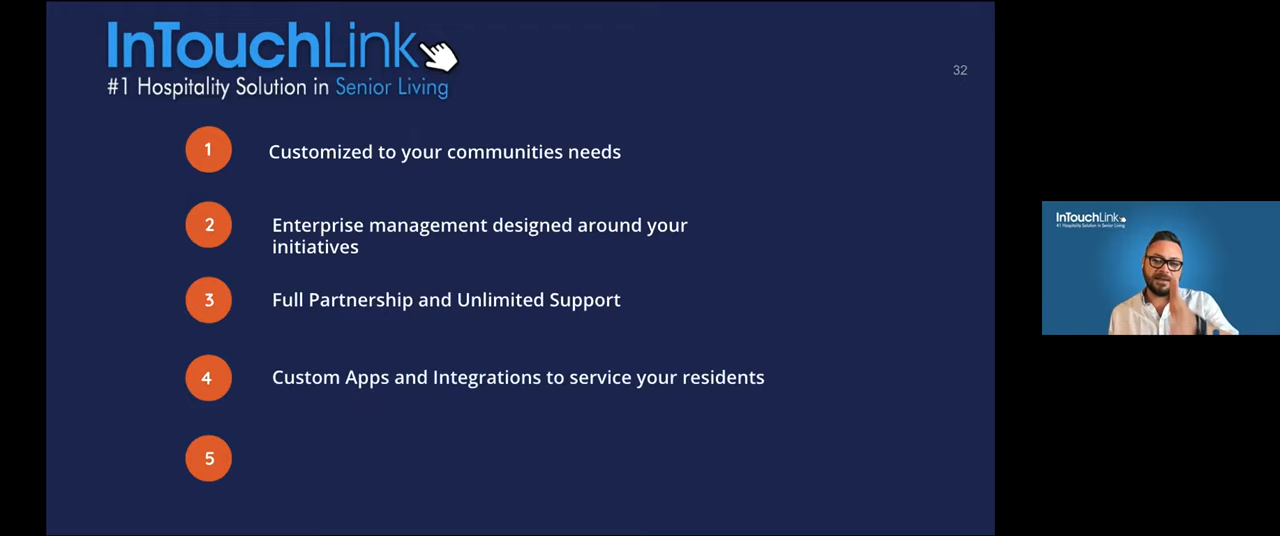 InTouchLink
#1 Hospitality Solution in Senior Living
32
1
Customized to your communities needs
2
Enterprise management designed around your
initiatives
3
Full Partnership and Unlimited Support
4
Custom Apps and Integrations to service your residents
5
InTouchLink
#1 Hospitality Solution in Senior Living